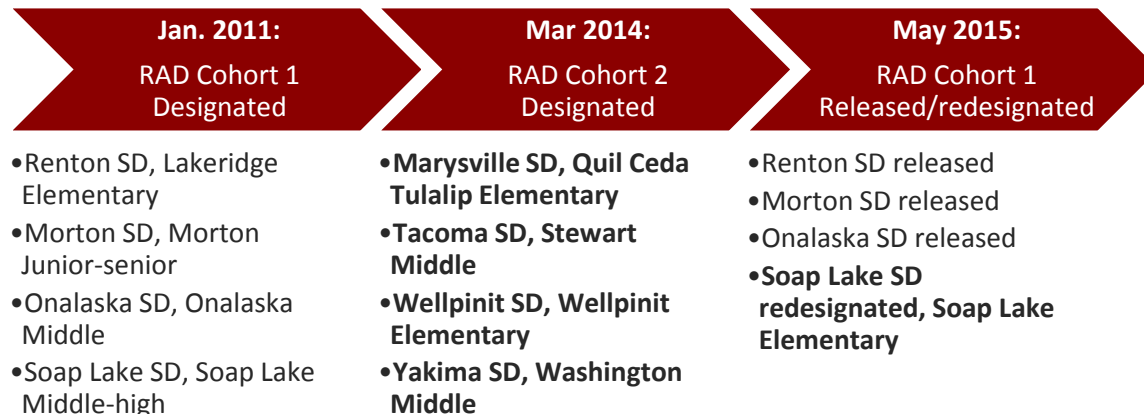 Jan. 2011:
RAD Cohort 1
Designated
•Renton SD, Lakeridge
Elementary
•Morton SD, Morton
Junior-senior
•Onalaska SD, Onalaska
Middle
•Soap Lake SD, Soap Lake
Middle-high
Mar 2014:
RAD Cohort 2
Designated
•Marysville SD, Quil Ceda
Tulalip Elementary
•Tacoma SD, Stewart
Middle
•Wellpinit SD, Wellpinit
Elementary
•Yakima SD, Washington
Middle
May 2015:
RAD Cohort 1
Released/redesignated
•Renton SD released
•Morton SD released
•Onalaska SD released
•Soap Lake SD
redesignated, Soap Lake
Elementary